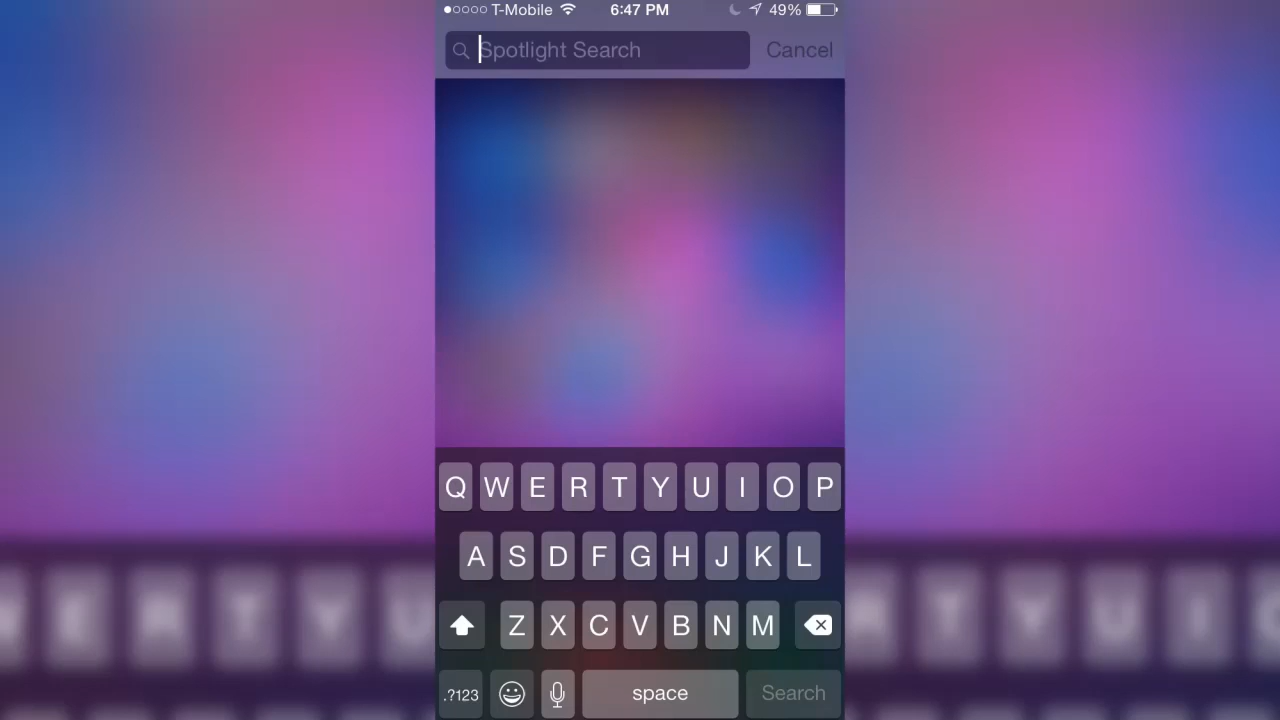 T-Mobile 6:47 PM 49%
Spotlight Search Cancel
Q W E R T Y U I O P
A S D F G H J K L
Z X C V B N M
.?123 space Search